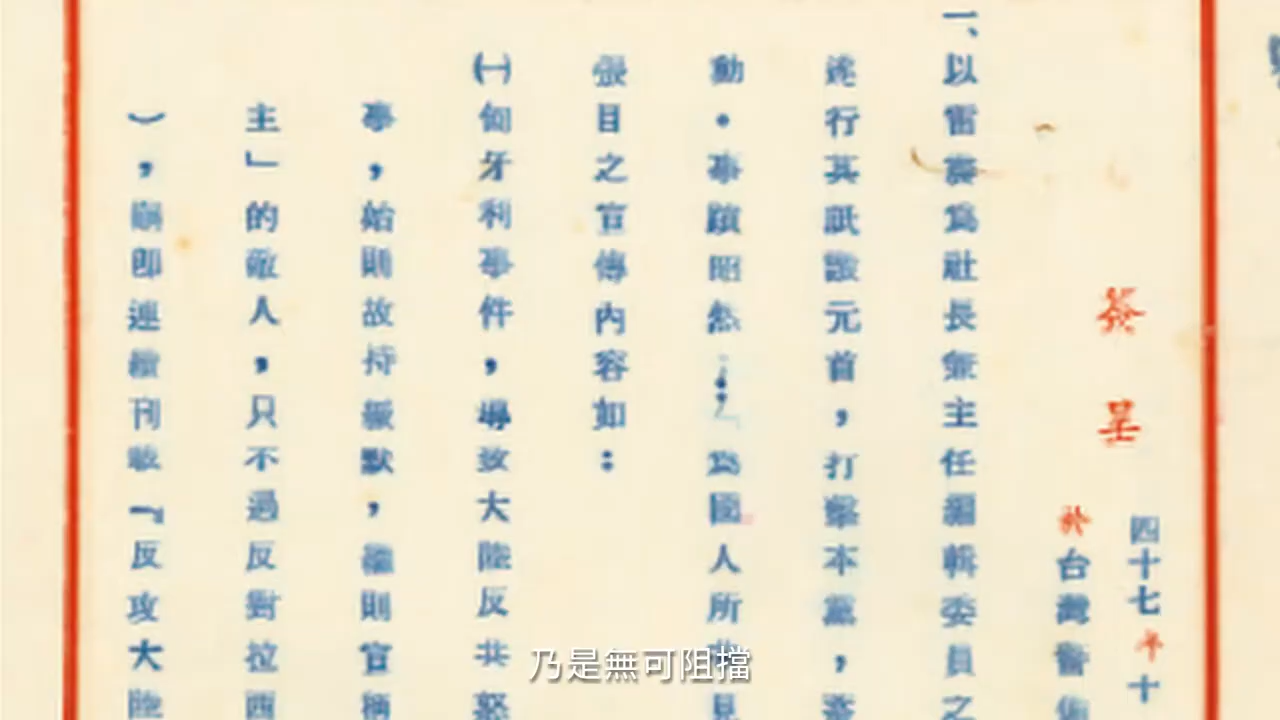 簽呈
四十七年十
於台灣警備
一、以雷震為社長兼主任編輯委員之
遂行其詆譭元首，打擊本黨，
動。事蹟昭然；為國人所共見
張目之宣傳內容如：
㈠匈牙利事件，導致大陸反共怒
事，始則故持緘默，繼則宣稱
主」的敵人，只不過反對拉西
），嗣即連續刊載『反攻大陸
乃是無可阻擋